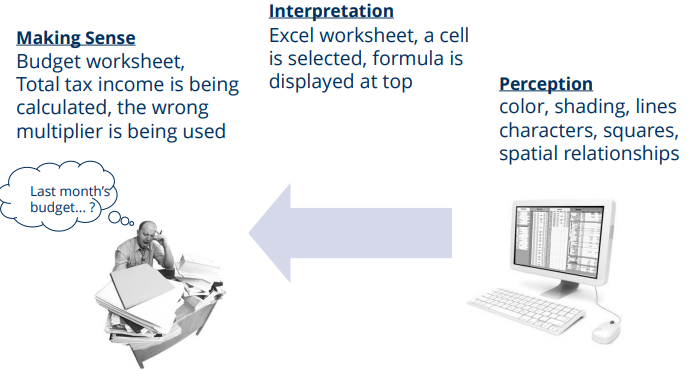 Making Sense
Budget worksheet,
Total tax income is being
calculated, the wrong
multiplier is being used
Interpretation
Excel worksheet, a cell
is selected, formula is
displayed at top
Perception
color, shading, lines
characters, squares,
spatial relationships
Last month's
budget... ?